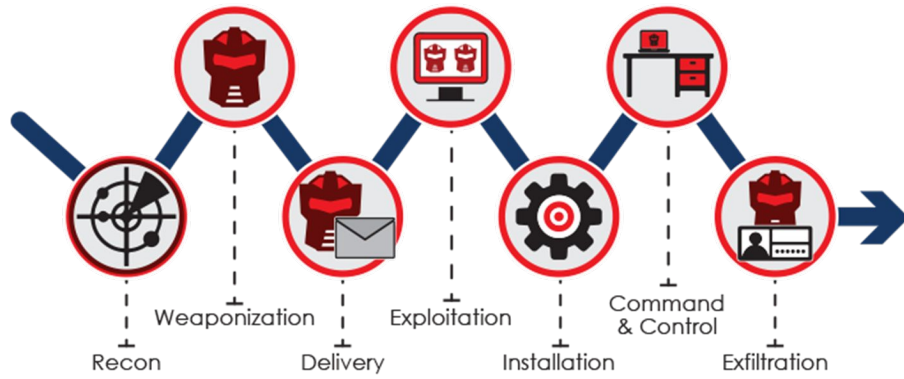 Weaponization
Exploitation
Command
& Control
Recon
Delivery
Installation
Exfiltration